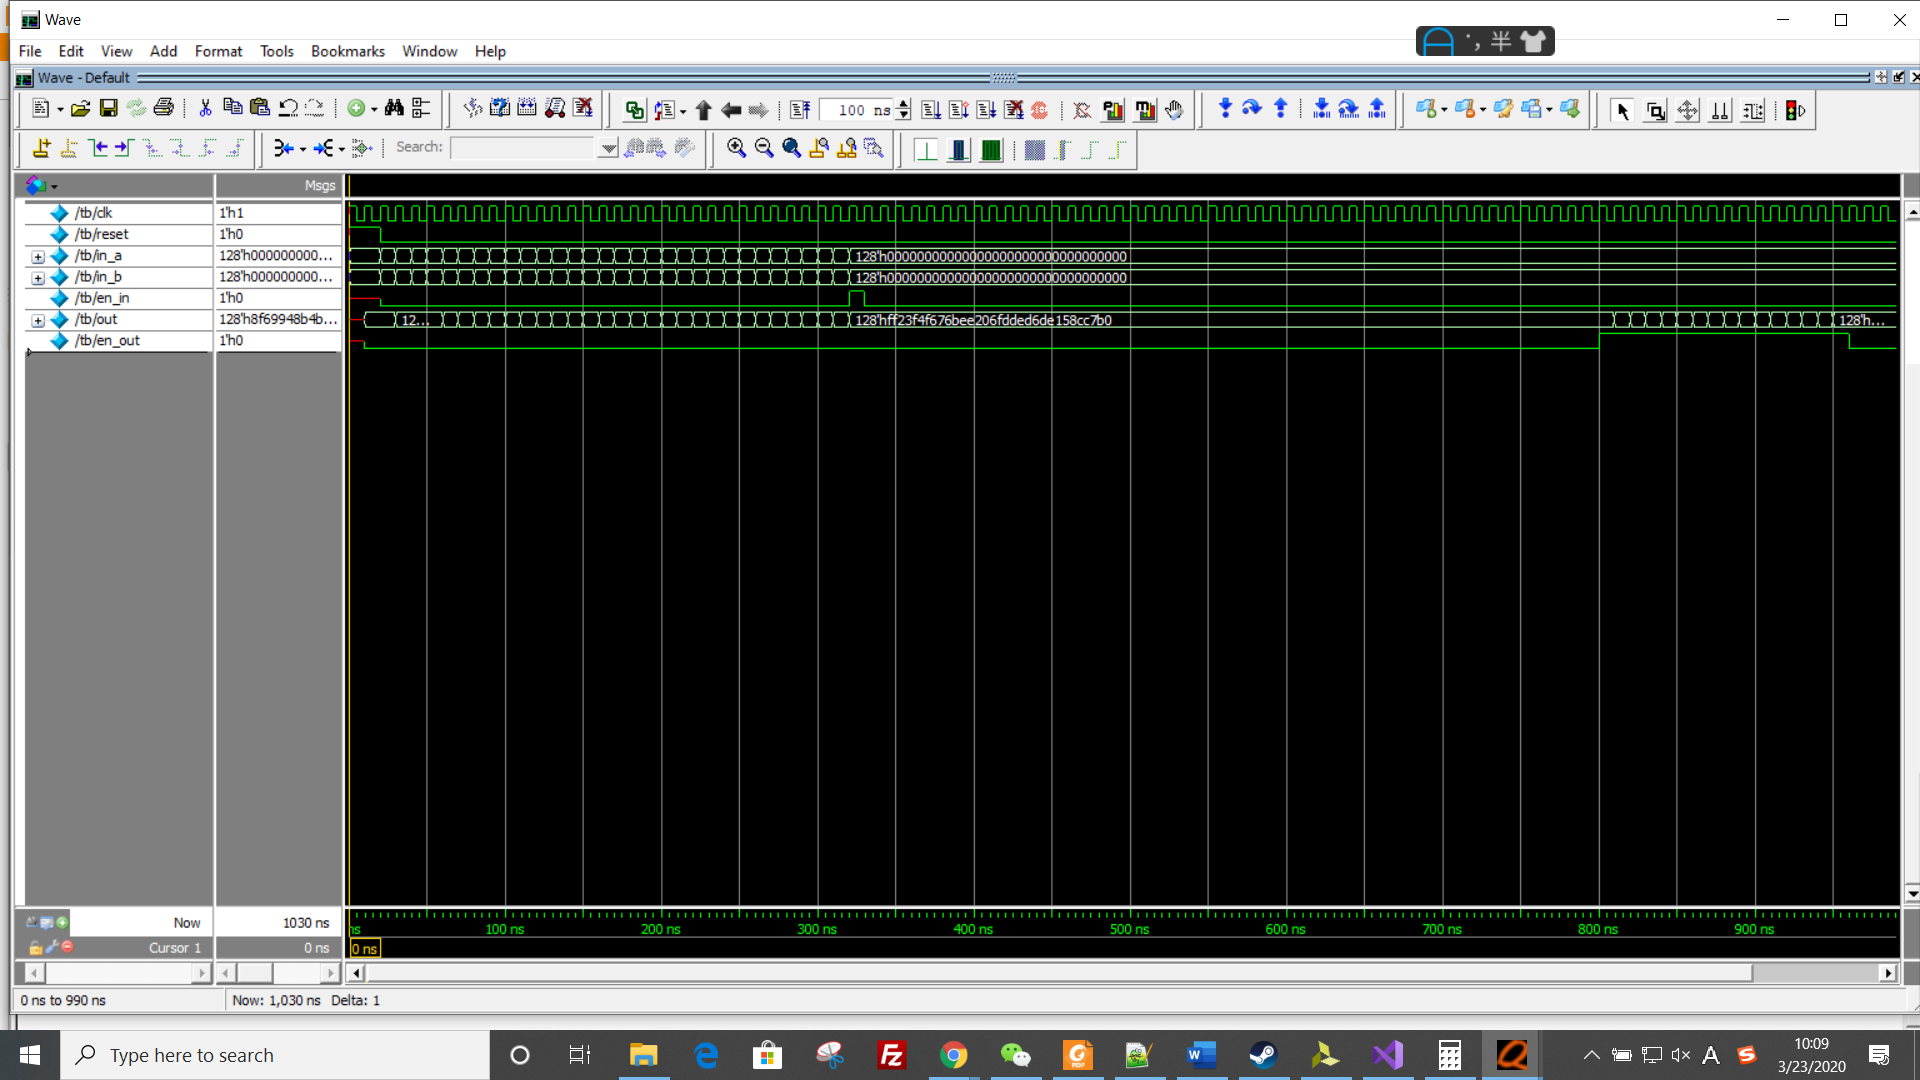 Wave
File Edit View Add Format Tools Bookmarks Window Help
半
Wave - Default
100 ns
Search:
Msgs
/tb/clk 1'h1
/tb/reset 1'h0
/tb/in_a 128'h000000000... 128'h00000000000000000000000000000000
/tb/in_b 128'h000000000... 128'h00000000000000000000000000000000
/tb/en_in 1'h0
/tb/out 128'h8f69948b4b... 12... 128'hff23f4f676bee206fdded6de158cc7b0 128'h...
/tb/en_out 1'h0
Now 1030 ns
ns 100 ns 200 ns 300 ns 400 ns 500 ns 600 ns 700 ns 800 ns 900 ns
Cursor 1 0 ns 0 ns
0 ns to 990 ns Now: 1,030 ns Delta: 1
Type here to search
Fz
PDF
W
A
S
10:09
3/23/2020